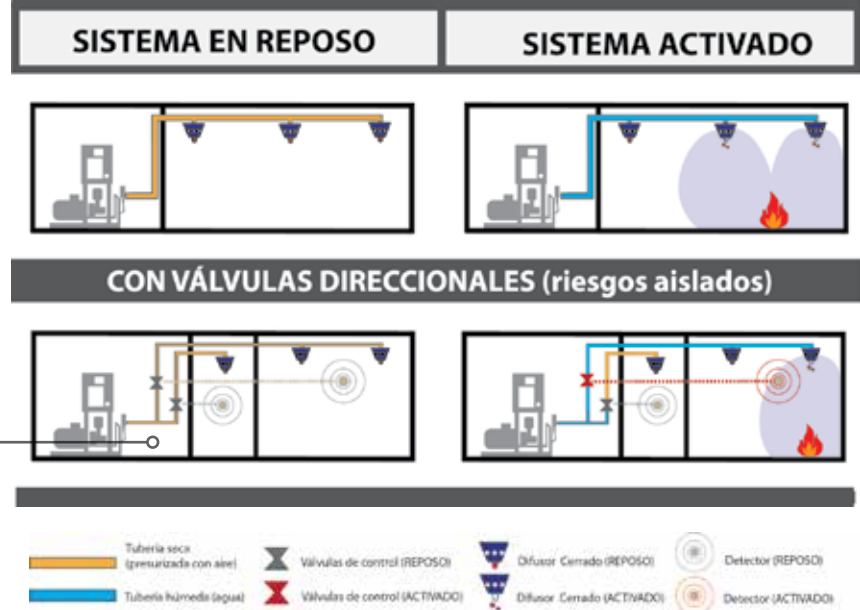 SISTEMA EN REPOSO
SISTEMA ACTIVADO
CON VÁLVULAS DIRECCIONALES (riesgos aislados)
Tubería seca
(presurizada con aire)
Válvulas de control (REPOSO)
Difusor Cerrado (REPOSO)
Detector (REPOSO)
Tubería húmeda (agua)
Válvulas de control (ACTIVADO)
Difusor Cerrado (ACTIVADO)
Detector (ACTIVADO)